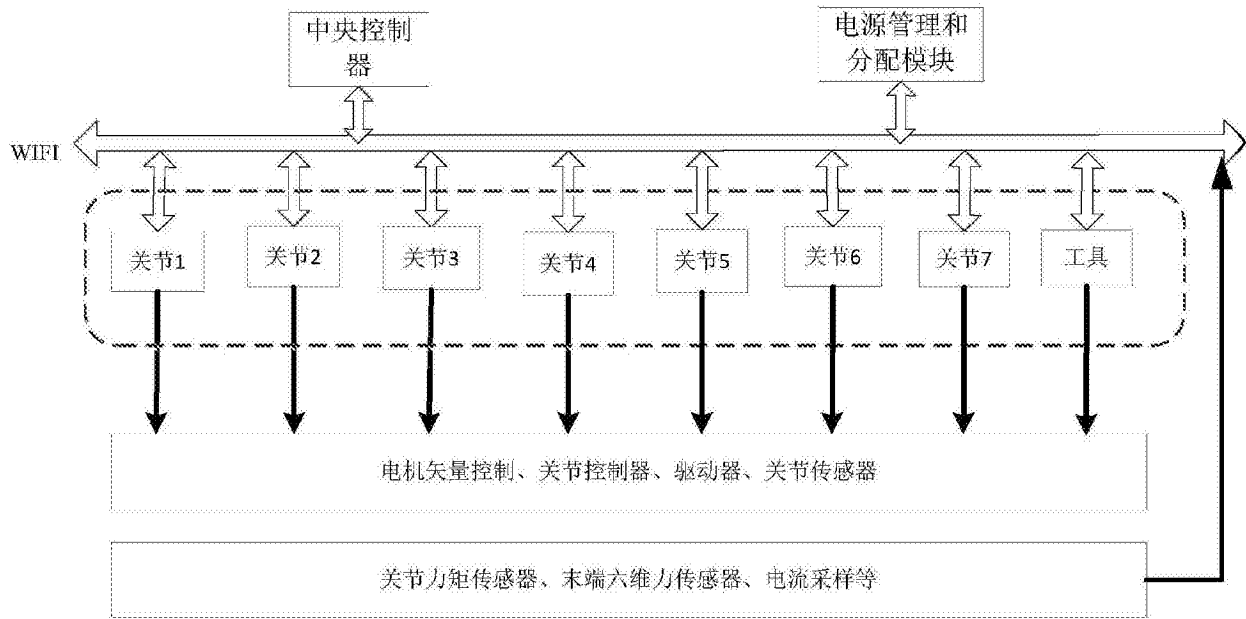 中央控制
器
电源管理和
分配模块
WIFI
关节1
关节2
关节3
关节4
关节5
关节6
关节7
工具
电机矢量控制、关节控制器、驱动器、关节传感器
关节力矩传感器、末端六维力传感器、电流采样等